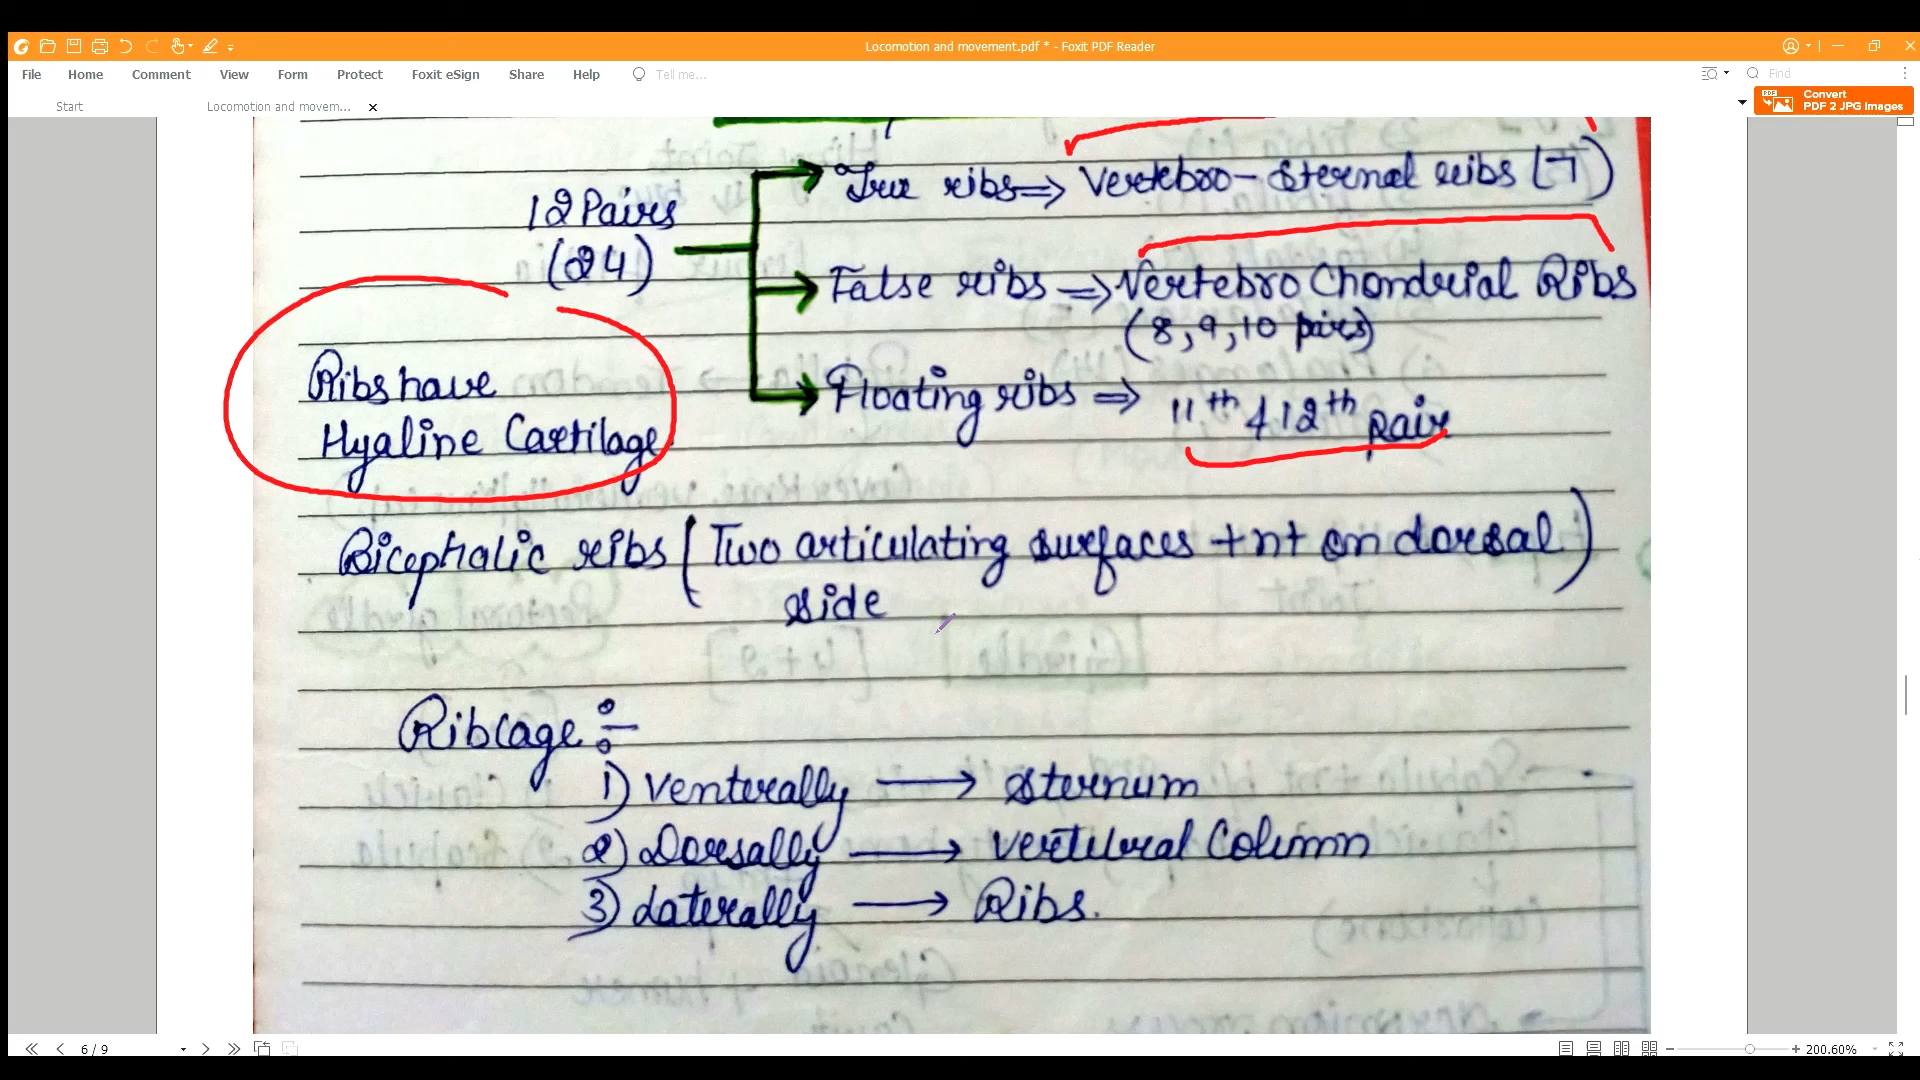 Locomotion and movement.pdf * - Foxit PDF Reader
File Home Comment View Form Protect Foxit eSign Share Help Tell me... Find
Start Locomotion and movem...
Convert
PDF 2 JPG Images
True ribs ⇒ Vertebro-Sternal ribs (7)
12 Pairs
(24)
False ribs ⇒ Vertebro Chondrial Ribs
(8,9,10 pairs)
Ribs have
Hyaline Cartilage.
Floating ribs ⇒ 11th & 12th pair
Bicephalic ribs (Two articulating surfaces +nt on dorsal)
side
Ribcage ÷
1) Venterally → Sternum
2) Dorsally → Vertebral Column
3) Laterally → Ribs.
6 / 9
200.60%